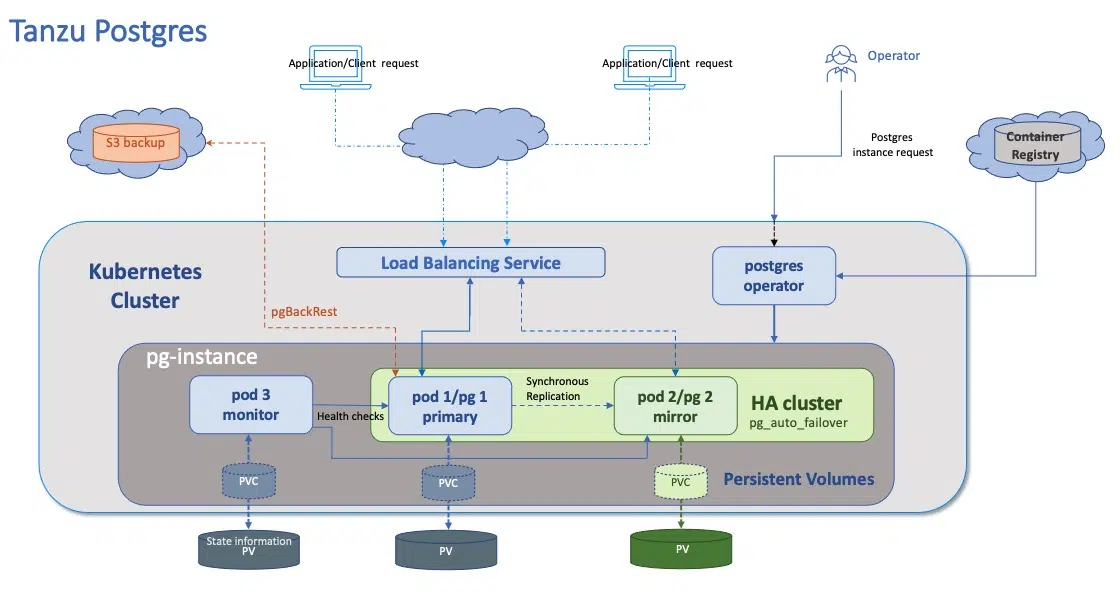 Tanzu Postgres
Application/Client request
Application/Client request
Operator
S3 backup
Postgres
instance request
Container
Registry
Kubernetes
Cluster
Load Balancing Service
postgres
operator
pgBackRest
pg-instance
pod 3
monitor
Health checks
pod 1/pg 1
primary
Synchronous
Replication
pod 2/pg 2
mirror
HA cluster
pg_auto_failover
PVC
PVC
PVC
Persistent Volumes
State information
PV
PV
PV